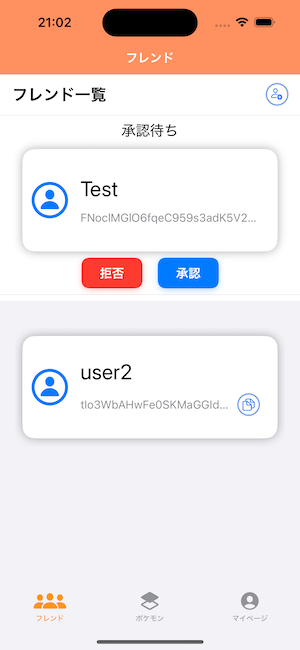 21:02
フレンド
フレンド一覧
承認待ち
Test
FNoclMGlO6fqeC959s3adK5V2...
拒否
承認
user2
tIo3WbAHwFe0SKMaGGId...
フレンド
ポケモン
マイページ